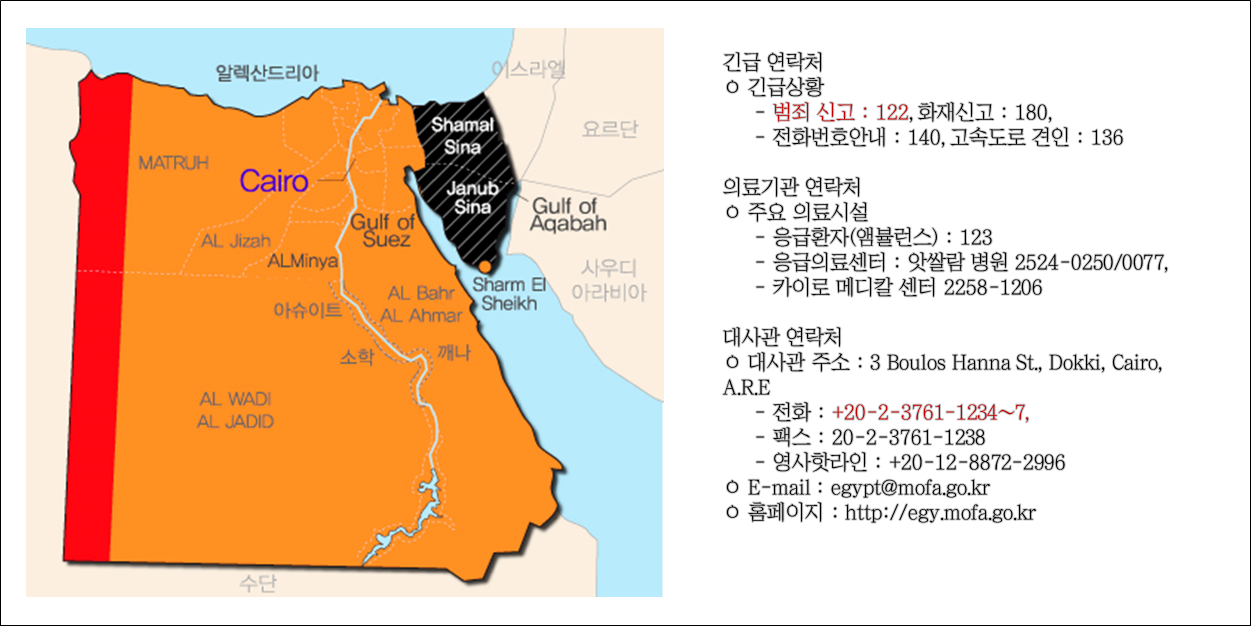 알렉산드리아
이스라엘
요르단
Shamal
Sina
MATRUH
Cairo
Janub
Sina
Gulf of
Aqabah
Gulf of
Suez
AL Jizah
ALMinya
사우디
아라비아
Sharm El
Sheikh
AL Bahr
AL Ahmar
아슈이트
소학
깨나
AL WADI
AL JADID
수단
긴급 연락처
ㅇ 긴급상황
- 범죄 신고 : 122, 화재신고 : 180,
- 전화번호안내 : 140, 고속도로 견인 : 136
의료기관 연락처
ㅇ 주요 의료시설
- 응급환자(앰뷸런스) : 123
- 응급의료센터 : 앗쌀람 병원 2524-0250/0077,
- 카이로 메디칼 센터 2258-1206
대사관 연락처
ㅇ 대사관 주소 : 3 Boulos Hanna St., Dokki, Cairo,
A.R.E
- 전화 : +20-2-3761-1234~7,
- 팩스 : 20-2-3761-1238
- 영사핫라인 : +20-12-8872-2996
ㅇ E-mail : egypt@mofa.go.kr
ㅇ 홈페이지 : http://egy.mofa.go.kr